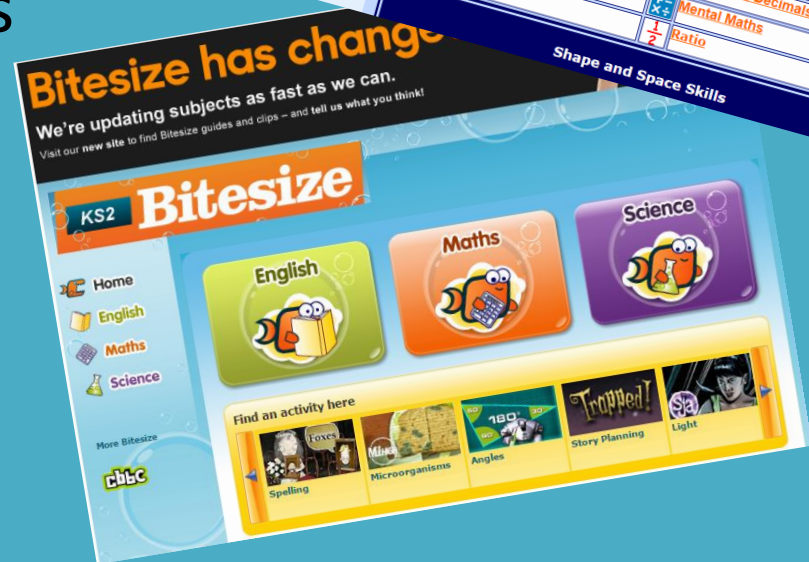 s
Decimals
Mental Maths
1
2
Ratio
Shape and Space Skills
Bitesize has change
We're updating subjects as fast as we can.
Visit our new site to find Bitesize guides and clips – and tell us what you think!
KS2 Bitesize
Home
English
Maths
Science
More Bitesize
cbbc
English
Maths
Science
Find an activity here
Foxes
180°
Trapped!
Spelling
Microorganisms
Angles
Story Planning
Light